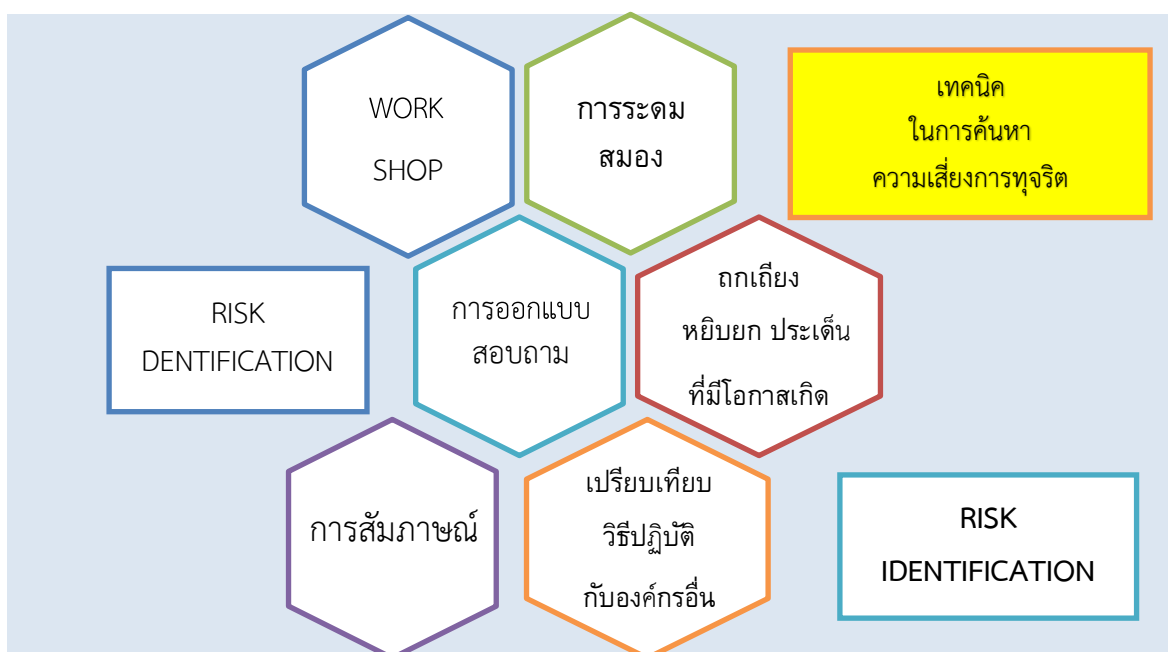 WORK
SHOP
การระดม
สมอง
เทคนิค
ในการค้นหา
ความเสี่ยงการทุจริต
RISK
DENTIFICATION
การออกแบบ
สอบถาม
ถกเถียง
หยิบยก ประเด็น
ที่มีโอกาสเกิด
การสัมภาษณ์
เปรียบเทียบ
วิธีปฏิบัติ
กับองค์กรอื่น
RISK
IDENTIFICATION